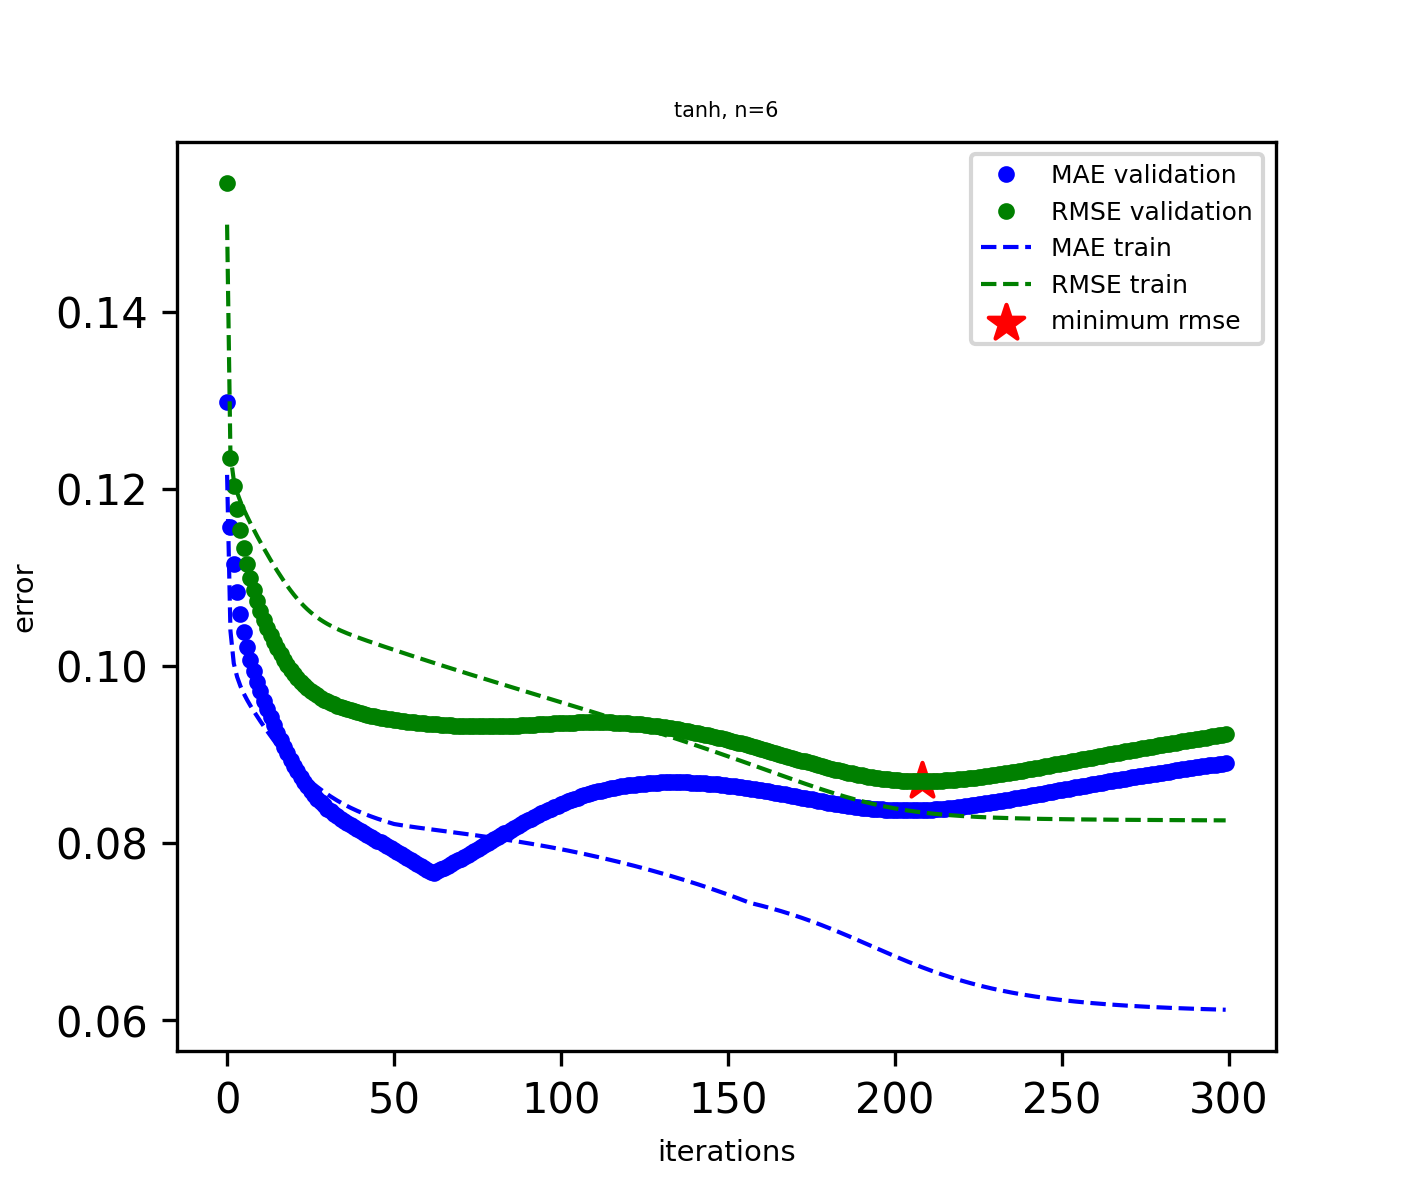 tanh, n=6
MAE validation
RMSE validation
MAE train
RMSE train
minimum rmse
error
0.14
0.12
0.10
0.08
0.06
0 50 100 150 200 250 300
iterations